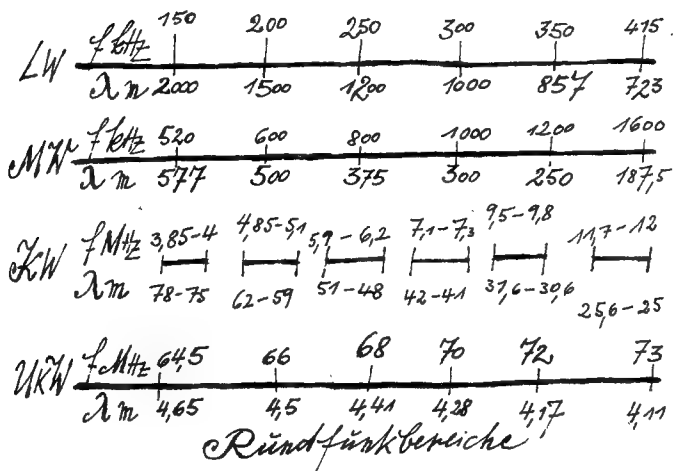 150 200 250 300 350 415
LW f kHz
λ m 2000 1500 1200 1000 857 723
MW f kHz 520 600 800 1000 1200 1600
λ m 577 500 375 300 250 187,5
KW f MHz 3,85-4 4,85-5,1 5,9-6,2 7,1-7,3 9,5-9,8 11,7-12
λ m 78-75 62-59 51-48 42-41 31,6-30,6 25,6-25
UKW f MHz 64,5 66 68 70 72 73
λ m 4,65 4,5 4,41 4,28 4,17 4,11
Rundfunkbereiche